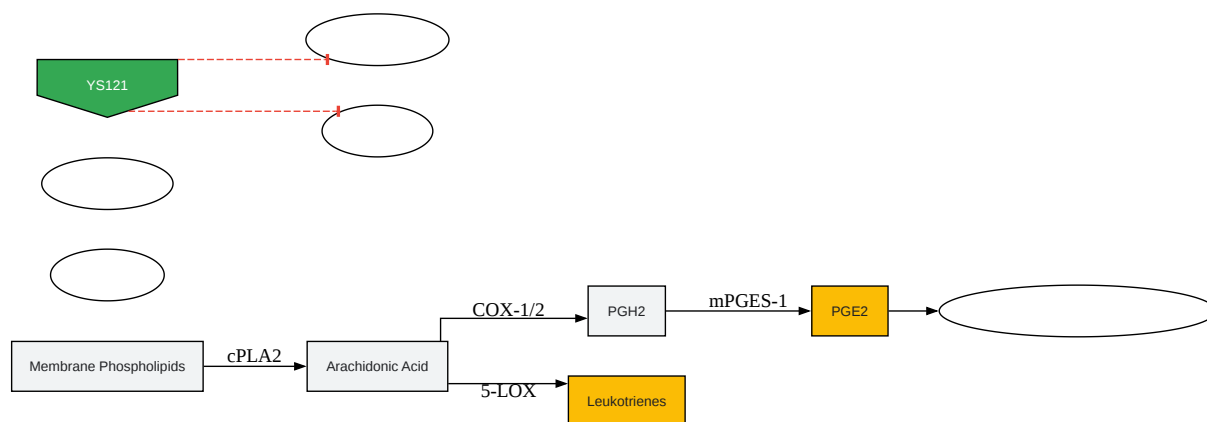 YS121
COX-1/2
PGH2
mPGES-1
PGE2
Membrane Phospholipids
cPLA2
Arachidonic Acid
5-LOX
Leukotrienes